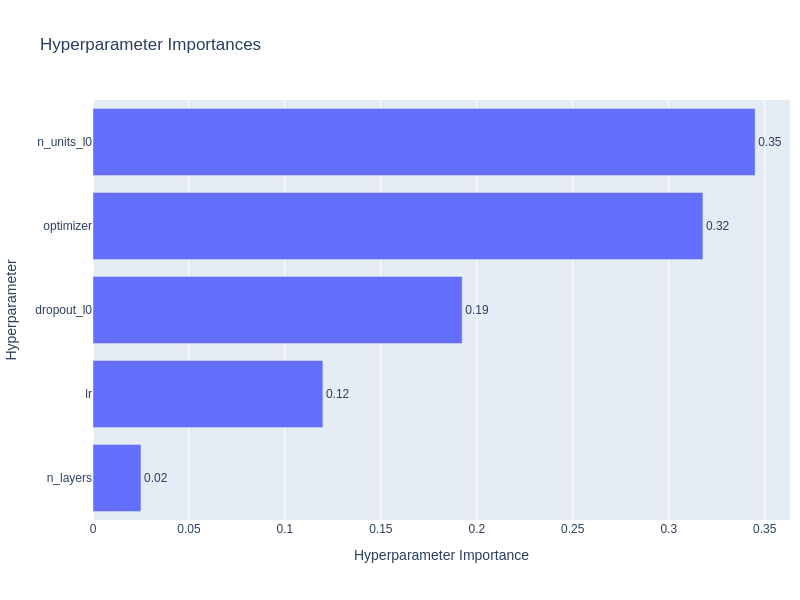 Hyperparameter Importances
Hyperparameter
n_units_l0
0.35
optimizer
0.32
dropout_l0
0.19
lr
0.12
n_layers
0.02
0
0.05
0.1
0.15
0.2
0.25
0.3
0.35
Hyperparameter Importance